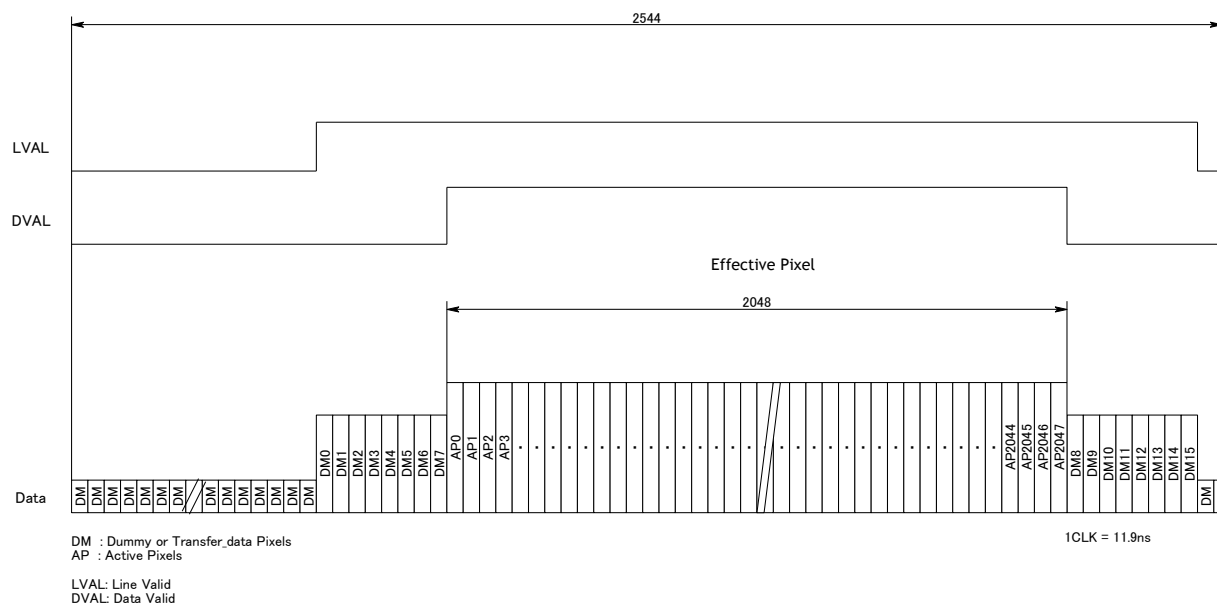 2544
LVAL
DVAL
Effective Pixel
2048
Data
DM DM DM DM DM DM DM DM DM DM DM DM DM DM DM0 DM1 DM2 DM3 DM4 DM5 DM6 DM7 AP0 AP1 AP2 AP3 AP2044 AP2045 AP2046 AP2047 DM8 DM9 DM10 DM11 DM12 DM13 DM14 DM15 DM
DM : Dummy or Transfer_data Pixels
AP : Active Pixels
1CLK = 11.9ns
LVAL: Line Valid
DVAL: Data Valid